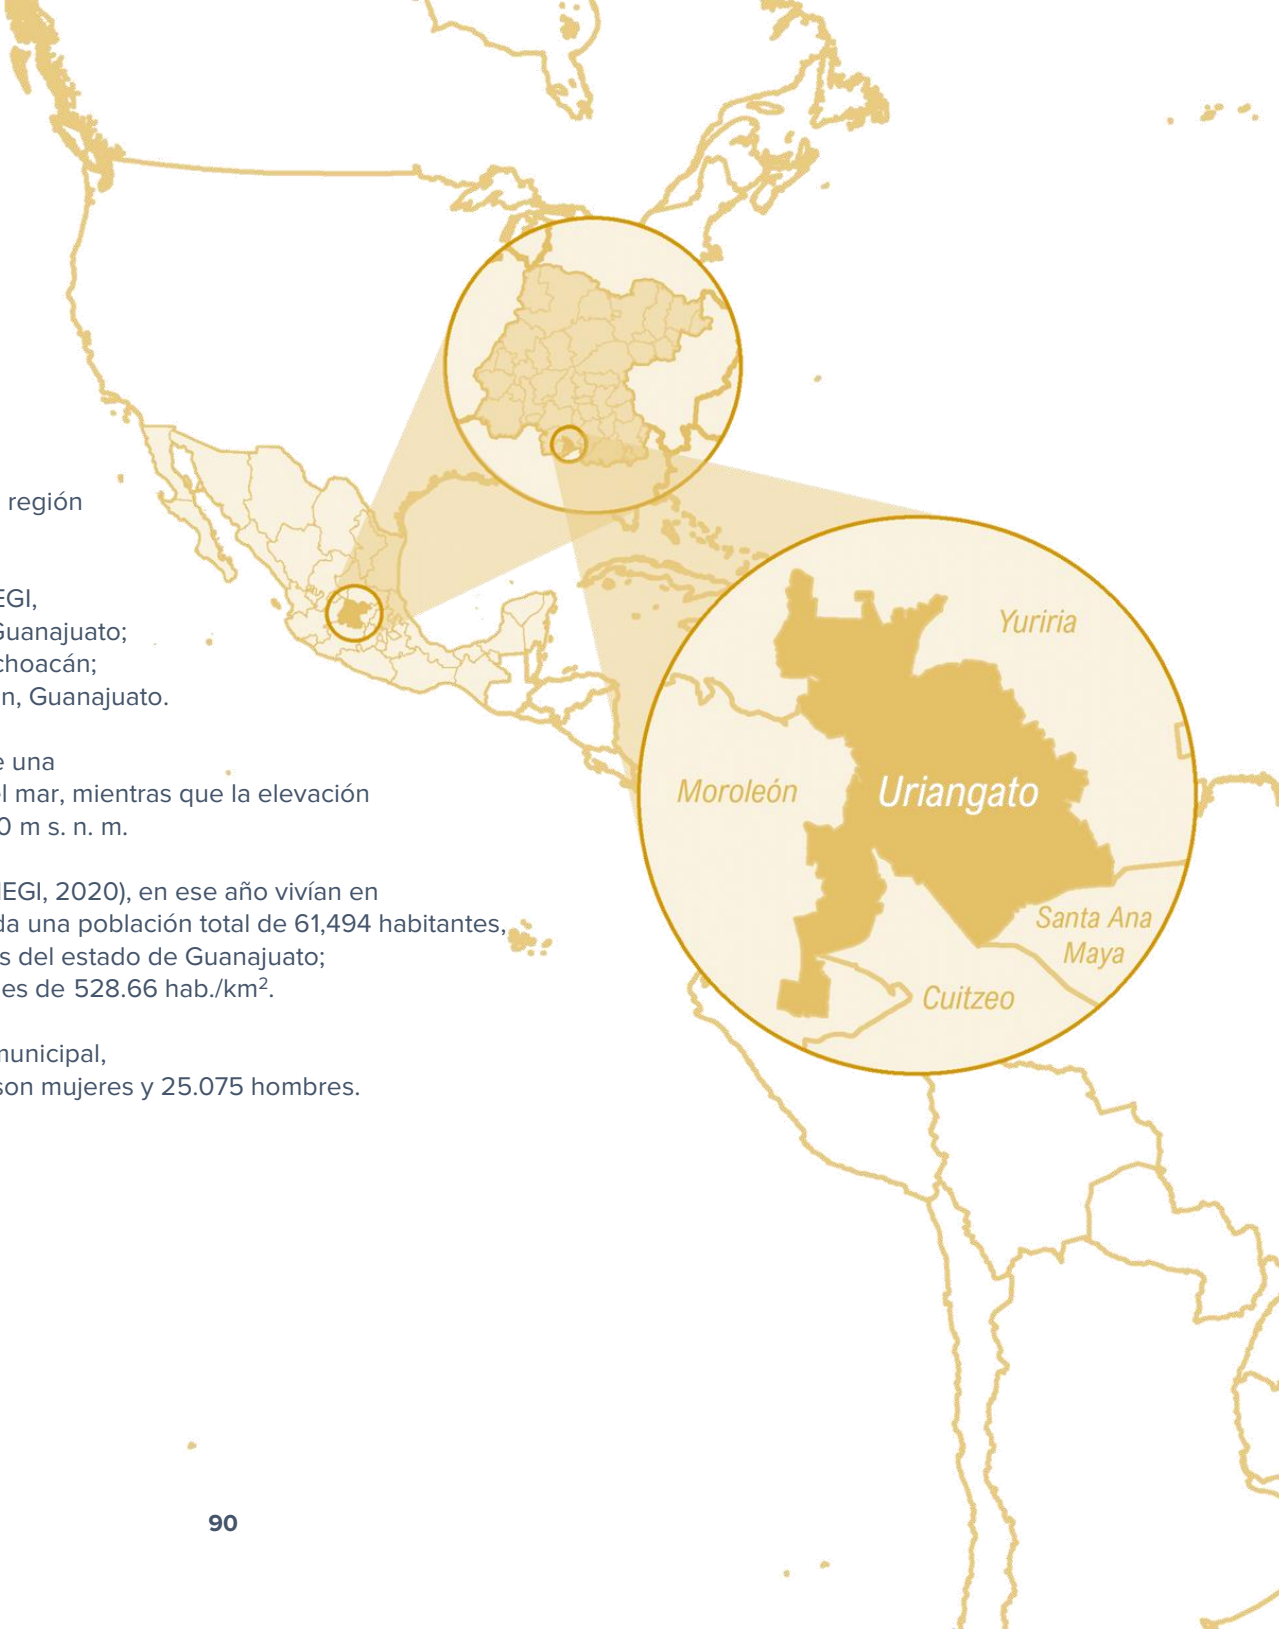 región
EGI,
Guanajuato;
choacán;
n, Guanajuato.
e una
el mar, mientras que la elevación
0 m s. n. m.
NEGI, 2020), en ese año vivían en
da una población total de 61,494 habitantes,
s del estado de Guanajuato;
es de 528.66 hab./km².
municipal,
son mujeres y 25.075 hombres.
Yuriria
Moroleón
Uriangato
Santa Ana
Maya
Cuitzeo
90